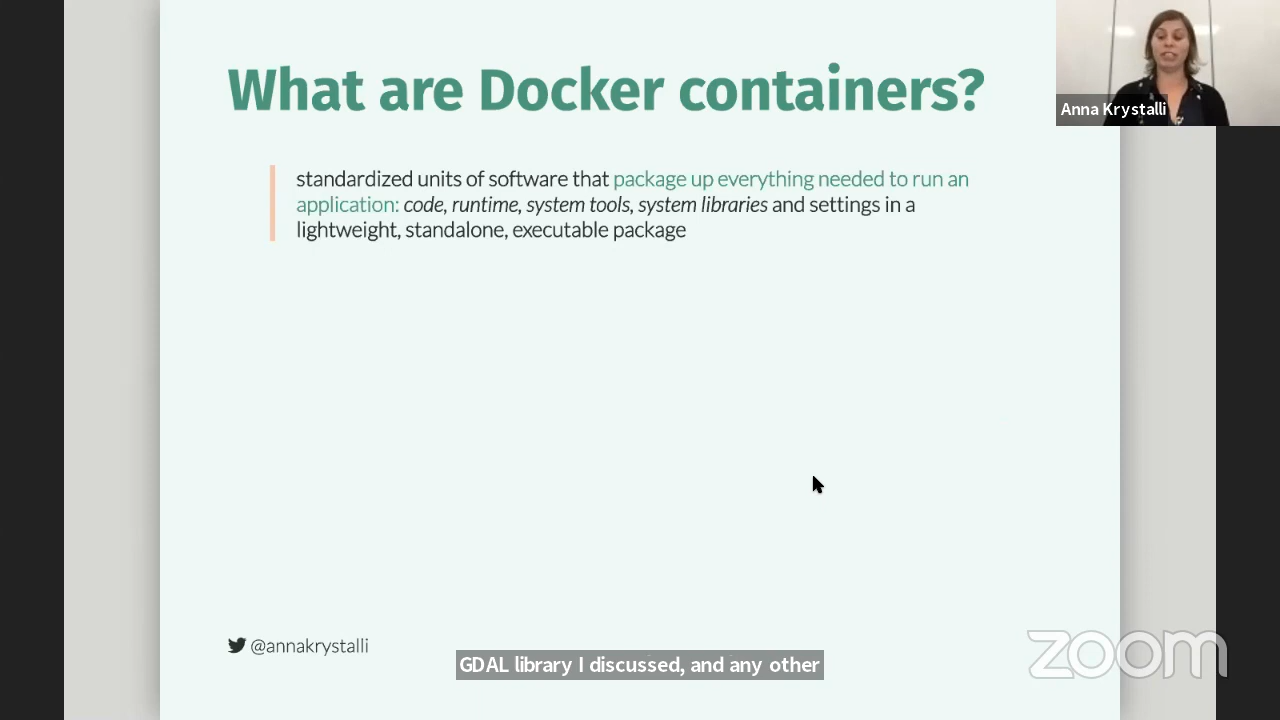 What are Docker containers?
Anna Krystalli
standardized units of software that package up everything needed to run an
application: code, runtime, system tools, system libraries and settings in a
lightweight, standalone, executable package
@annakrystalli
GDAL library I discussed, and any other
zoom